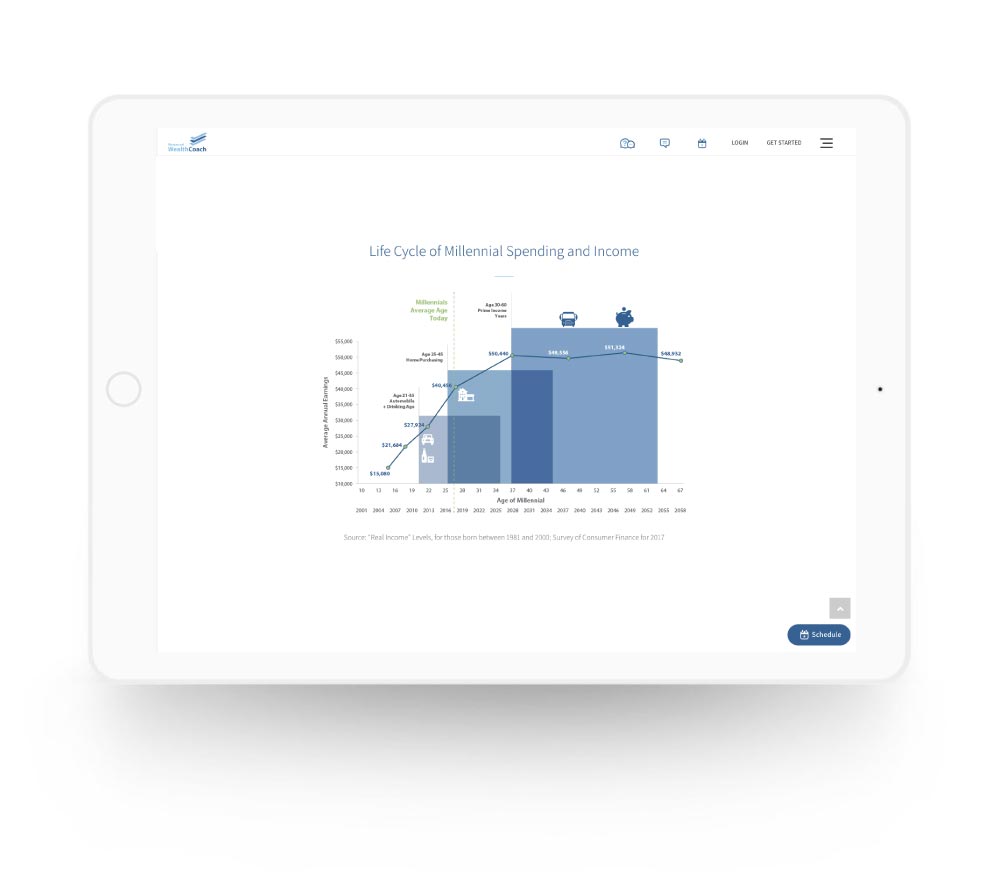 WealthCoach
LOGIN
GET STARTED
Life Cycle of Millennial Spending and Income
Millennials
Average Age
Today
Age 30-60
Prime Income
Years
Age 25-45
Home Purchasing
Age 21-35
Automobile
+ Drinking Age
Average Annual Earnings
$55,000
$50,000
$45,000
$40,000
$35,000
$30,000
$25,000
$20,000
$15,000
$10,000
$15,080
$21,684
$27,924
$50,440
$51,324
$48,932
10 13 16 19 22 25 28 31 34 37 40 43 46 49 52 55 58 61 64 67
Age of Millennial
2001 2004 2007 2010 2013 2016 2019 2022 2025 2028 2031 2034 2037 2040 2043 2046 2049 2052 2055 2058
Source: "Real Income" Levels, for those born between 1981 and 2000; Survey of Consumer Finance for 2017
Schedule